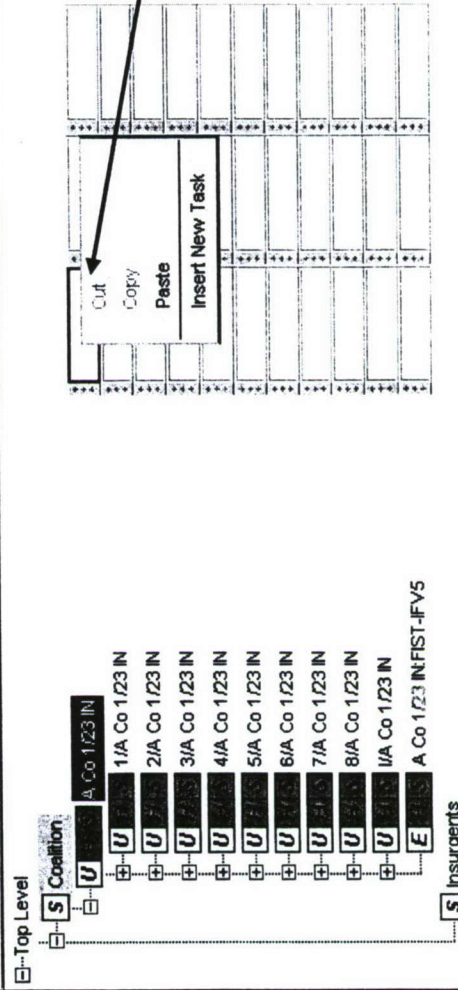 Top Level
S Coalition
U A Co 1/23 IN
U 1/A Co 1/23 IN
U 2/A Co 1/23 IN
U 3/A Co 1/23 IN
U 4/A Co 1/23 IN
U 5/A Co 1/23 IN
U 6/A Co 1/23 IN
U 7/A Co 1/23 IN
U 8/A Co 1/23 IN
U I/A Co 1/23 IN
E A Co 1/23 IN:FIST-IFV5
S Insurgents
Cut
Copy
Paste
Insert New Task